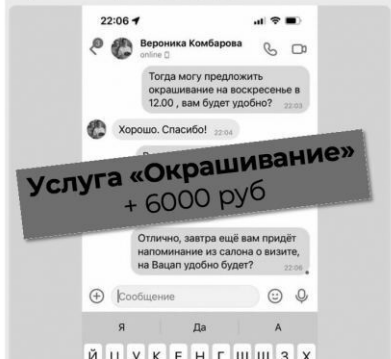 22:06
Вероника Комбарова
online
Тогда могу предложить
окрашивание на воскресенье в
12.00 , вам будет удобно? 22:03
Хорошо. Спасибо! 22:04
Услуга «Окрашивание»
+ 6000 руб
Отлично, завтра ещё вам придёт
напоминание из салона о визите,
на Вацап удобно будет? 22:06
Сообщение
Я Да А
Й Ц У К Е Н Г Ш Щ З Х